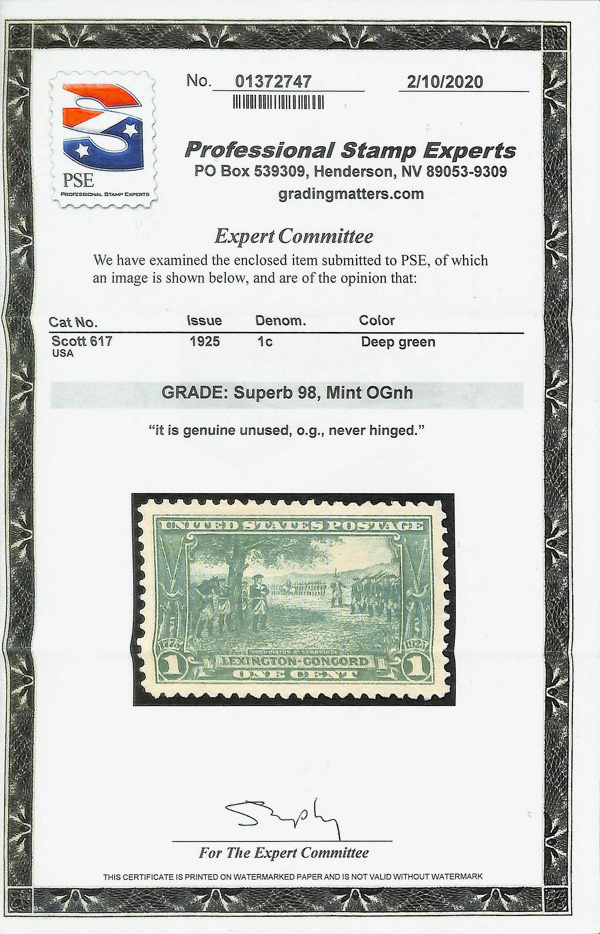 No. 01372747 2/10/2020
PSE
PROFESSIONAL STAMP EXPERTS
Professional Stamp Experts
PO Box 539309, Henderson, NV 89053-9309
gradingmatters.com
Expert Committee
We have examined the enclosed item submitted to PSE, of which
an image is shown below, and are of the opinion that:
Cat No. Issue Denom. Color
Scott 617 1925 1c Deep green
USA
GRADE: Superb 98, Mint OGnh
“it is genuine unused, o.g., never hinged.”
UNITED STATES POSTAGE
1775 WASHINGTON AT CAMBRIDGE 1925
1 LEXINGTON-CONCORD 1
ONE CENT
For The Expert Committee
THIS CERTIFICATE IS PRINTED ON WATERMARKED PAPER AND IS NOT VALID WITHOUT WATERMARK